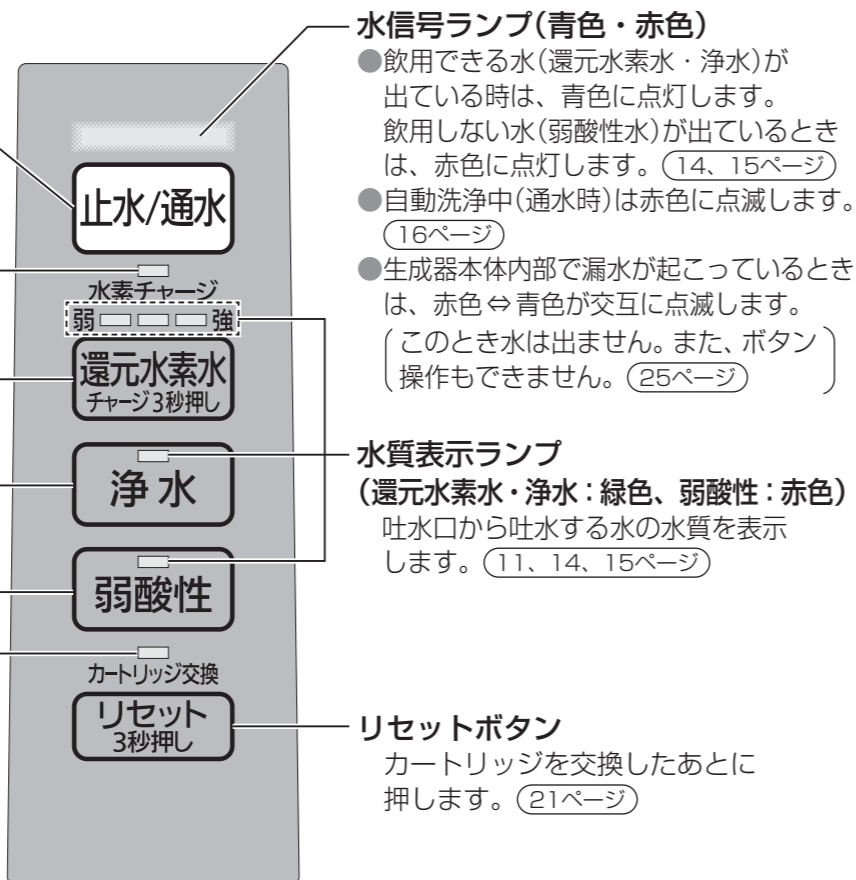 止水/通水
水素チャージ
弱 強
還元水素水
チャージ3秒押し
浄水
弱酸性
カートリッジ交換
リセット
3秒押し
水信号ランプ(青色・赤色)
●飲用できる水(還元水素水・浄水)が
出ている時は、青色に点灯します。
飲用しない水(弱酸性水)が出ているとき
は、赤色に点灯します。(14、15ページ)
●自動洗浄中(通水時)は赤色に点滅します。
(16ページ)
●生成器本体内部で漏水が起こっているとき
は、赤色⇔青色が交互に点滅します。
(このとき水は出ません。また、ボタン
操作もできません。(25ページ))
水質表示ランプ
(還元水素水・浄水:緑色、弱酸性:赤色)
吐水口から吐水する水の水質を表示
します。(11、14、15ページ)
リセットボタン
カートリッジを交換したあとに
押します。(21ページ)